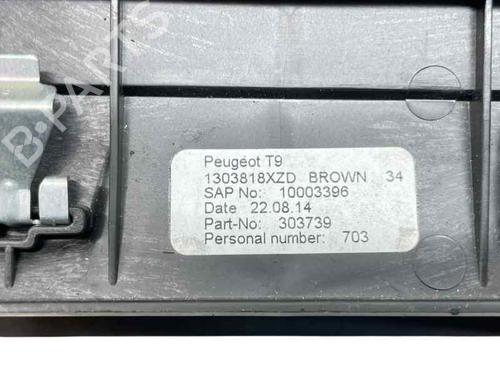 B-PARTS
Peugeot T9
1303818XZD BROWN 34
SAP No: 10003396
Date 22.08.14
Part-No: 303739
Personal number: 703